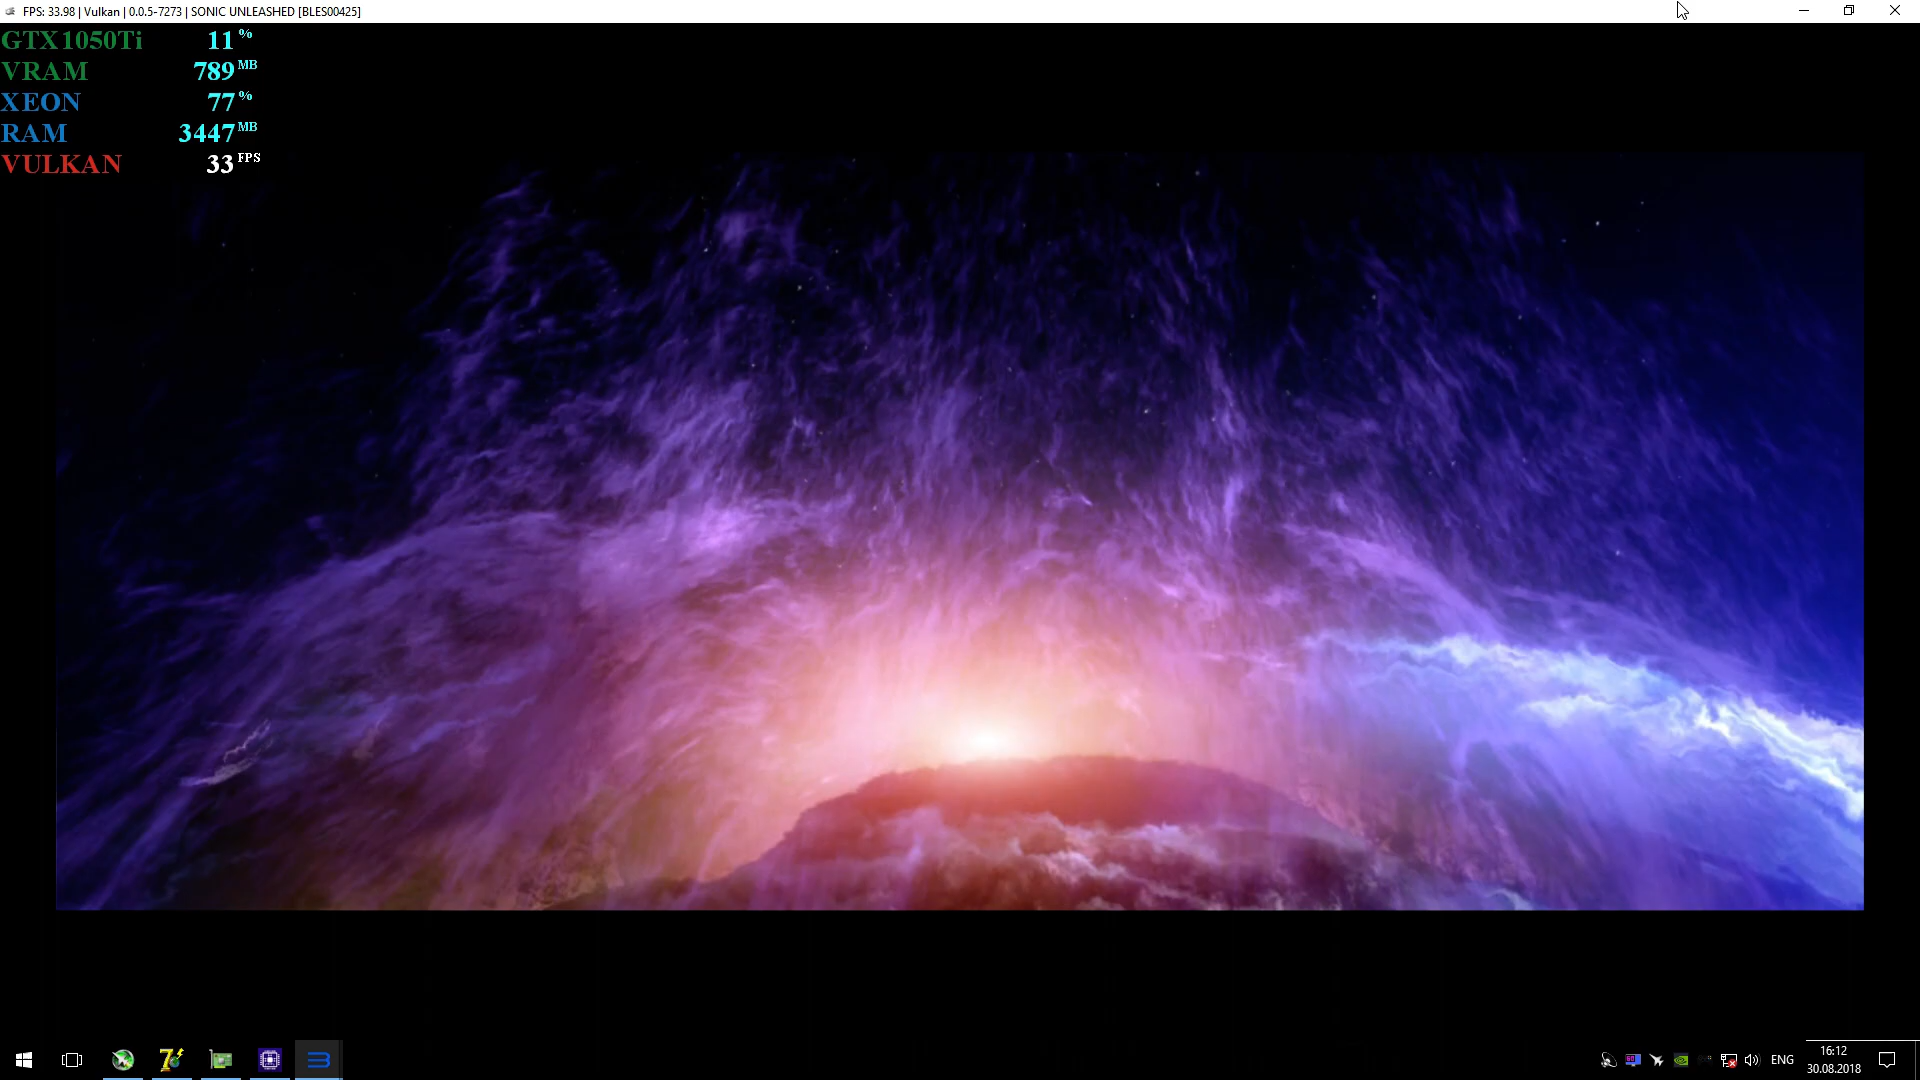 FPS: 33.98 | Vulkan | 0.0.5-7273 | SONIC UNLEASHED [BLES00425]
GTX1050Ti 11 %
VRAM 789 MB
XEON 77 %
RAM 3447 MB
VULKAN 33 FPS
ENG
16:12
30.08.2018